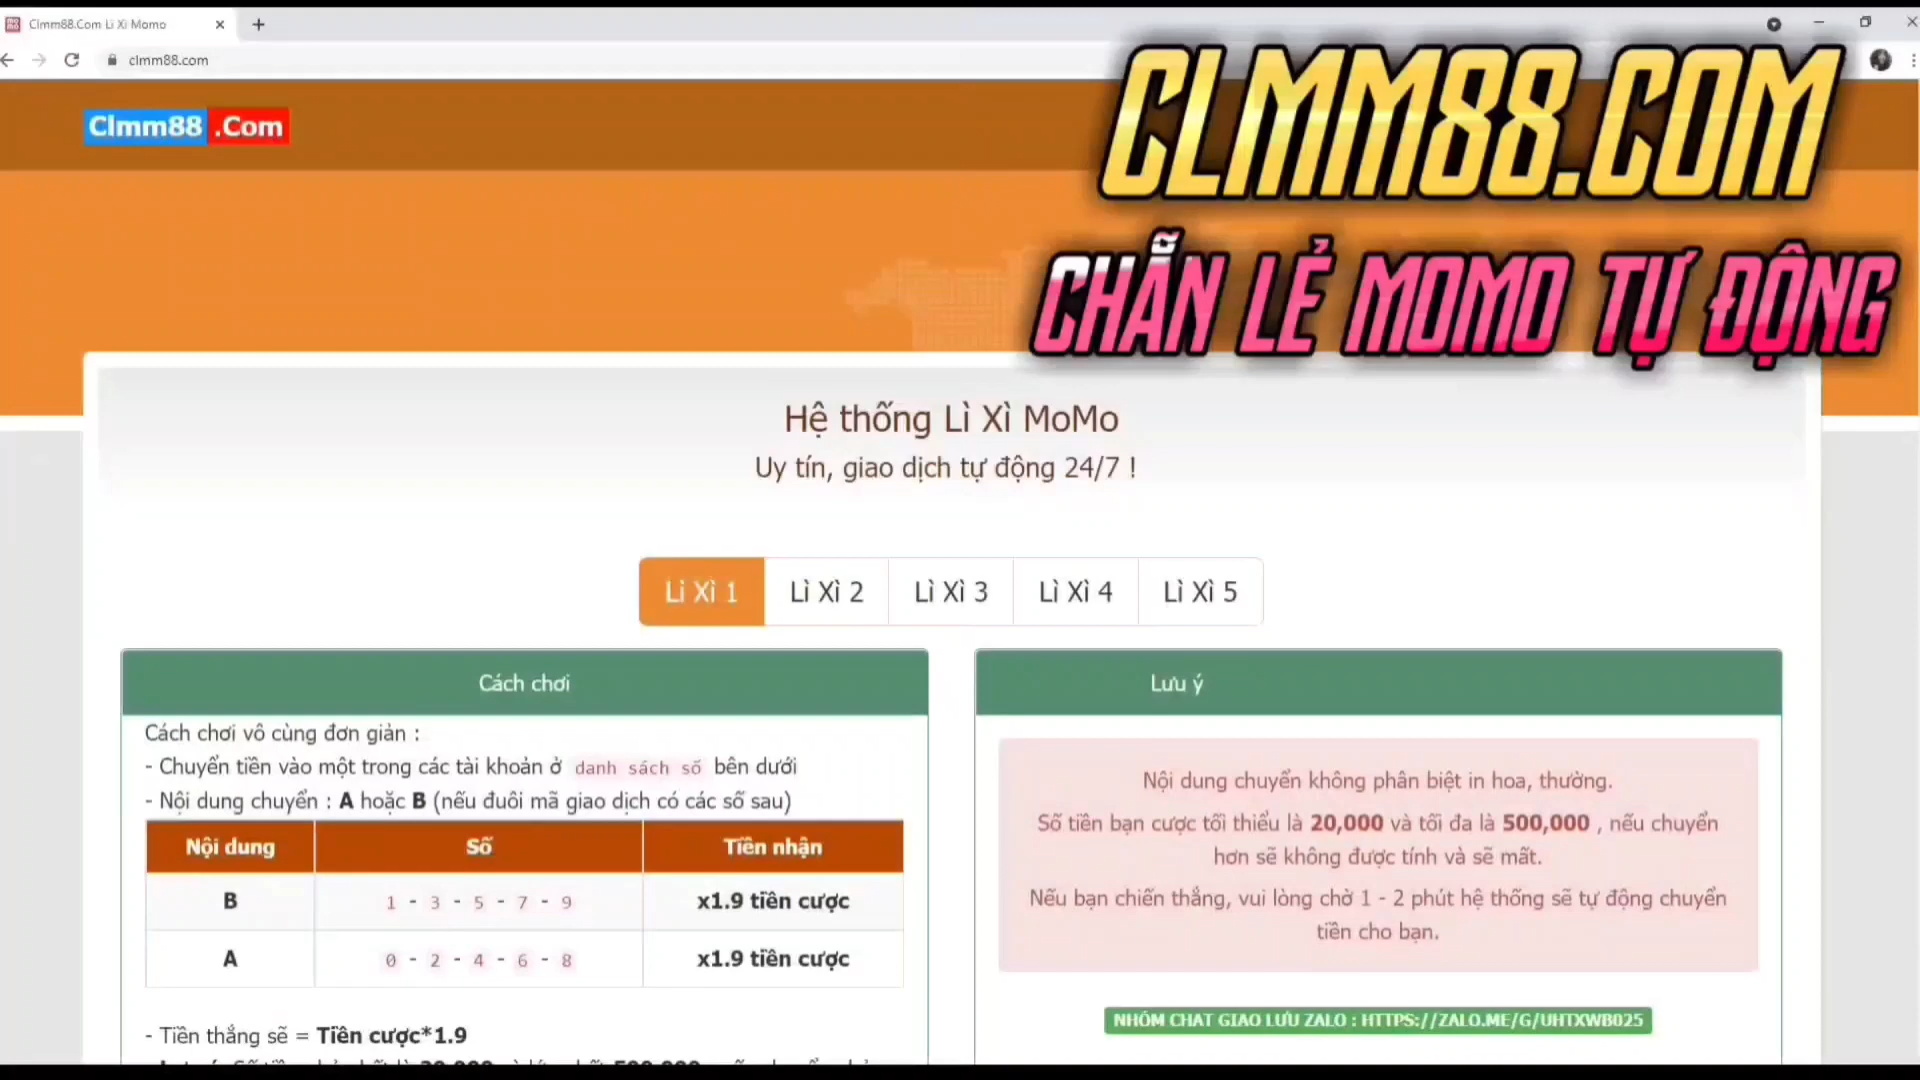 Clmm88.Com Lì Xì Momo
clmm88.com
CLMM88.COM
Clmm88 .Com
CHẴN LẺ MOMO TỰ ĐỘNG
Hệ thống Lì Xì MoMo
Uy tín, giao dịch tự động 24/7 !
Lì Xì 1 Lì Xì 2 Lì Xì 3 Lì Xì 4 Lì Xì 5
Cách chơi
Cách chơi vô cùng đơn giản :
- Chuyển tiền vào một trong các tài khoản ở danh sách số bên dưới
- Nội dung chuyển : A hoặc B (nếu đuôi mã giao dịch có các số sau)
Nội dung Số Tiền nhận
B 1 - 3 - 5 - 7 - 9 x1.9 tiền cược
A 0 - 2 - 4 - 6 - 8 x1.9 tiền cược
- Tiền thắng sẽ = Tiền cược*1.9
Lưu ý
Nội dung chuyển không phân biệt in hoa, thường.
Số tiền bạn cược tối thiểu là 20,000 và tối đa là 500,000 , nếu chuyển
hơn sẽ không được tính và sẽ mất.
Nếu bạn chiến thắng, vui lòng chờ 1 - 2 phút hệ thống sẽ tự động chuyển
tiền cho bạn.
NHÓM CHAT GIAO LƯU ZALO : HTTPS://ZALO.ME/G/UHTXWB025